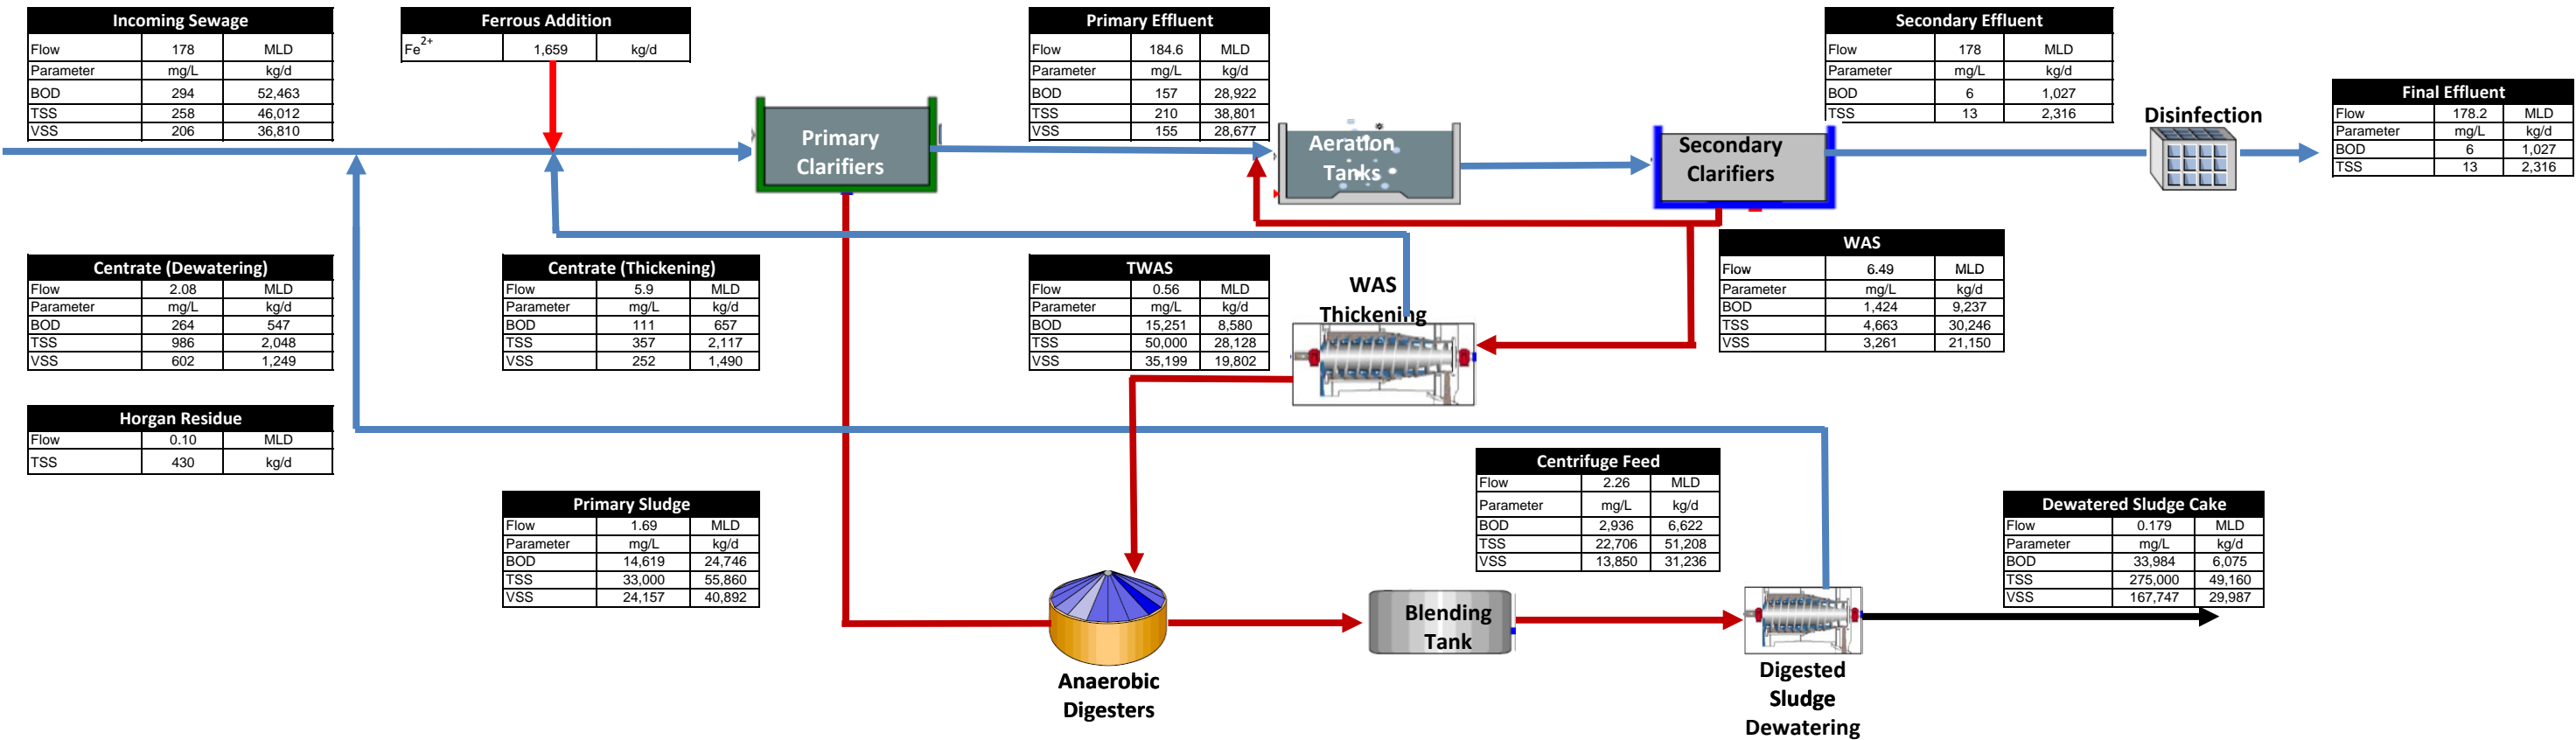 Incoming Sewage
Flow 178 MLD
Parameter mg/L kg/d
BOD 294 52,463
TSS 258 46,012
VSS 206 36,810
Ferrous Addition
Fe2+ 1,659 kg/d
Primary Effluent
Flow 184.6 MLD
Parameter mg/L kg/d
BOD 157 28,922
TSS 210 38,801
VSS 155 28,677
Secondary Effluent
Flow 178 MLD
Parameter mg/L kg/d
BOD 6 1,027
TSS 13 2,316
Final Effluent
Flow 178.2 MLD
Parameter mg/L kg/d
BOD 6 1,027
TSS 13 2,316
Primary
Clarifiers
Aeration
Tanks
Secondary
Clarifiers
Disinfection
Centrate (Dewatering)
Flow 2.08 MLD
Parameter mg/L kg/d
BOD 264 547
TSS 986 2,048
VSS 602 1,249
Centrate (Thickening)
Flow 5.9 MLD
Parameter mg/L kg/d
BOD 111 657
TSS 357 2,117
VSS 252 1,490
TWAS
Flow 0.56 MLD
Parameter mg/L kg/d
BOD 15,251 8,580
TSS 50,000 28,128
VSS 35,199 19,802
WAS
Thickening
WAS
Flow 6.49 MLD
Parameter mg/L kg/d
BOD 1,424 9,237
TSS 4,663 30,246
VSS 3,261 21,150
Horgan Residue
Flow 0.10 MLD
TSS 430 kg/d
Primary Sludge
Flow 1.69 MLD
Parameter mg/L kg/d
BOD 14,619 24,746
TSS 33,000 55,860
VSS 24,157 40,892
Centrifuge Feed
Flow 2.26 MLD
Parameter mg/L kg/d
BOD 2,936 6,622
TSS 22,706 51,208
VSS 13,850 31,236
Dewatered Sludge Cake
Flow 0.179 MLD
Parameter mg/L kg/d
BOD 33,984 6,075
TSS 275,000 49,160
VSS 167,747 29,987
Anaerobic
Digesters
Blending
Tank
Digested
Sludge
Dewatering